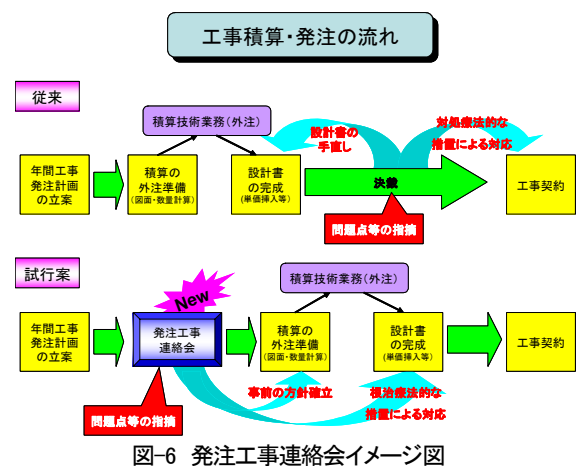 工事積算・発注の流れ
従来
積算技術業務(外注)
設計書の
手直し
対処療法的な
措置による対応
年間工事
発注計画
の立案
積算の
外注準備
(図面・数量計算)
設計書
の完成
(単価挿入等)
決裁
工事契約
問題点等の指摘
試行案
New
積算技術業務(外注)
年間工事
発注計画
の立案
発注工事
連絡会
積算の
外注準備
(図面・数量計算)
設計書
の完成
(単価挿入等)
工事契約
問題点等の指摘
事前の方針確立
根治療法的な
措置による対応
図-6 発注工事連絡会イメージ図